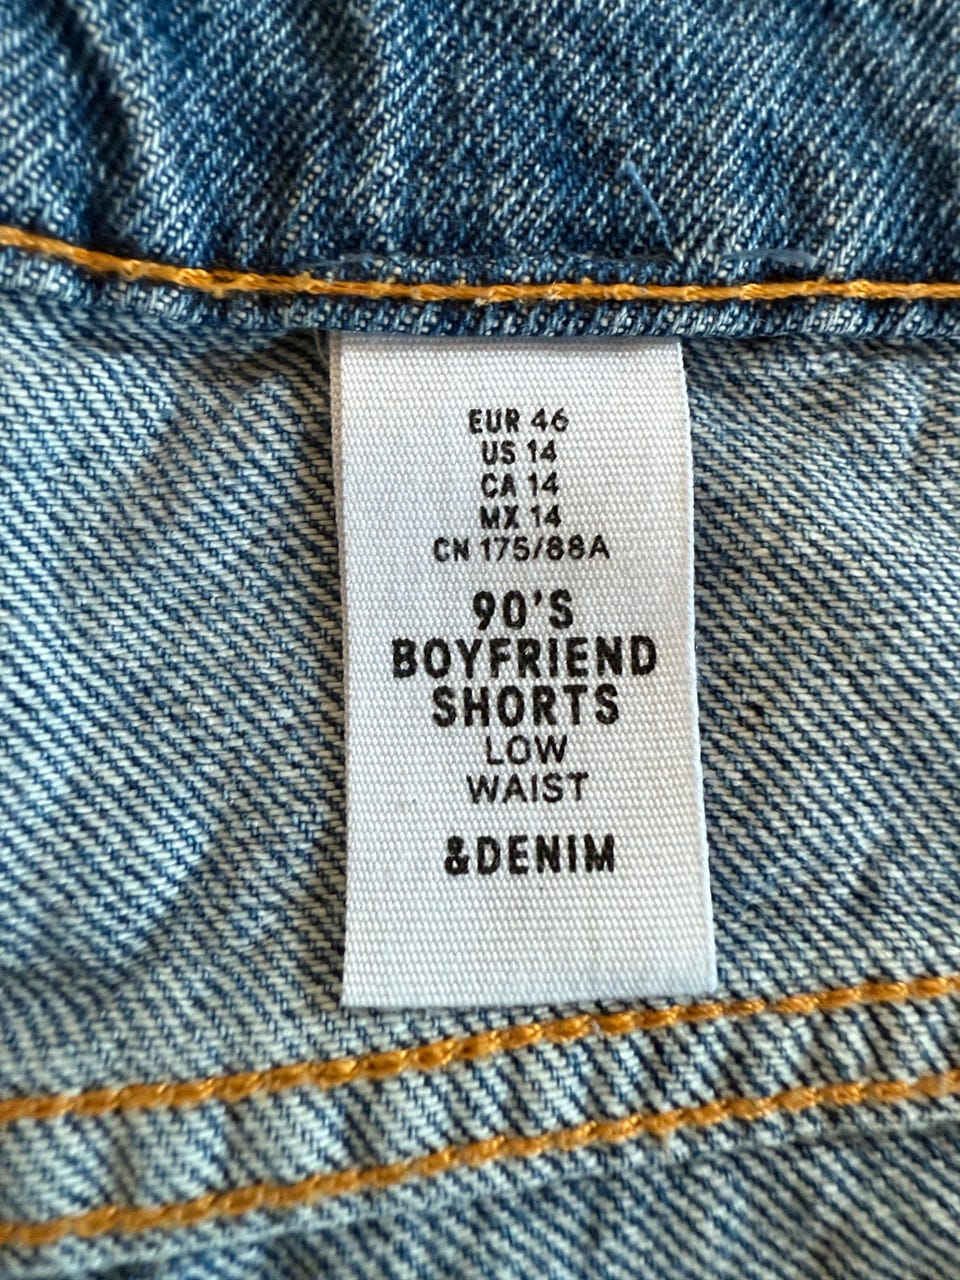 EUR 46
US 14
CA 14
MX 14
CN 175/88A
90'S
BOYFRIEND
SHORTS
LOW
WAIST
&DENIM